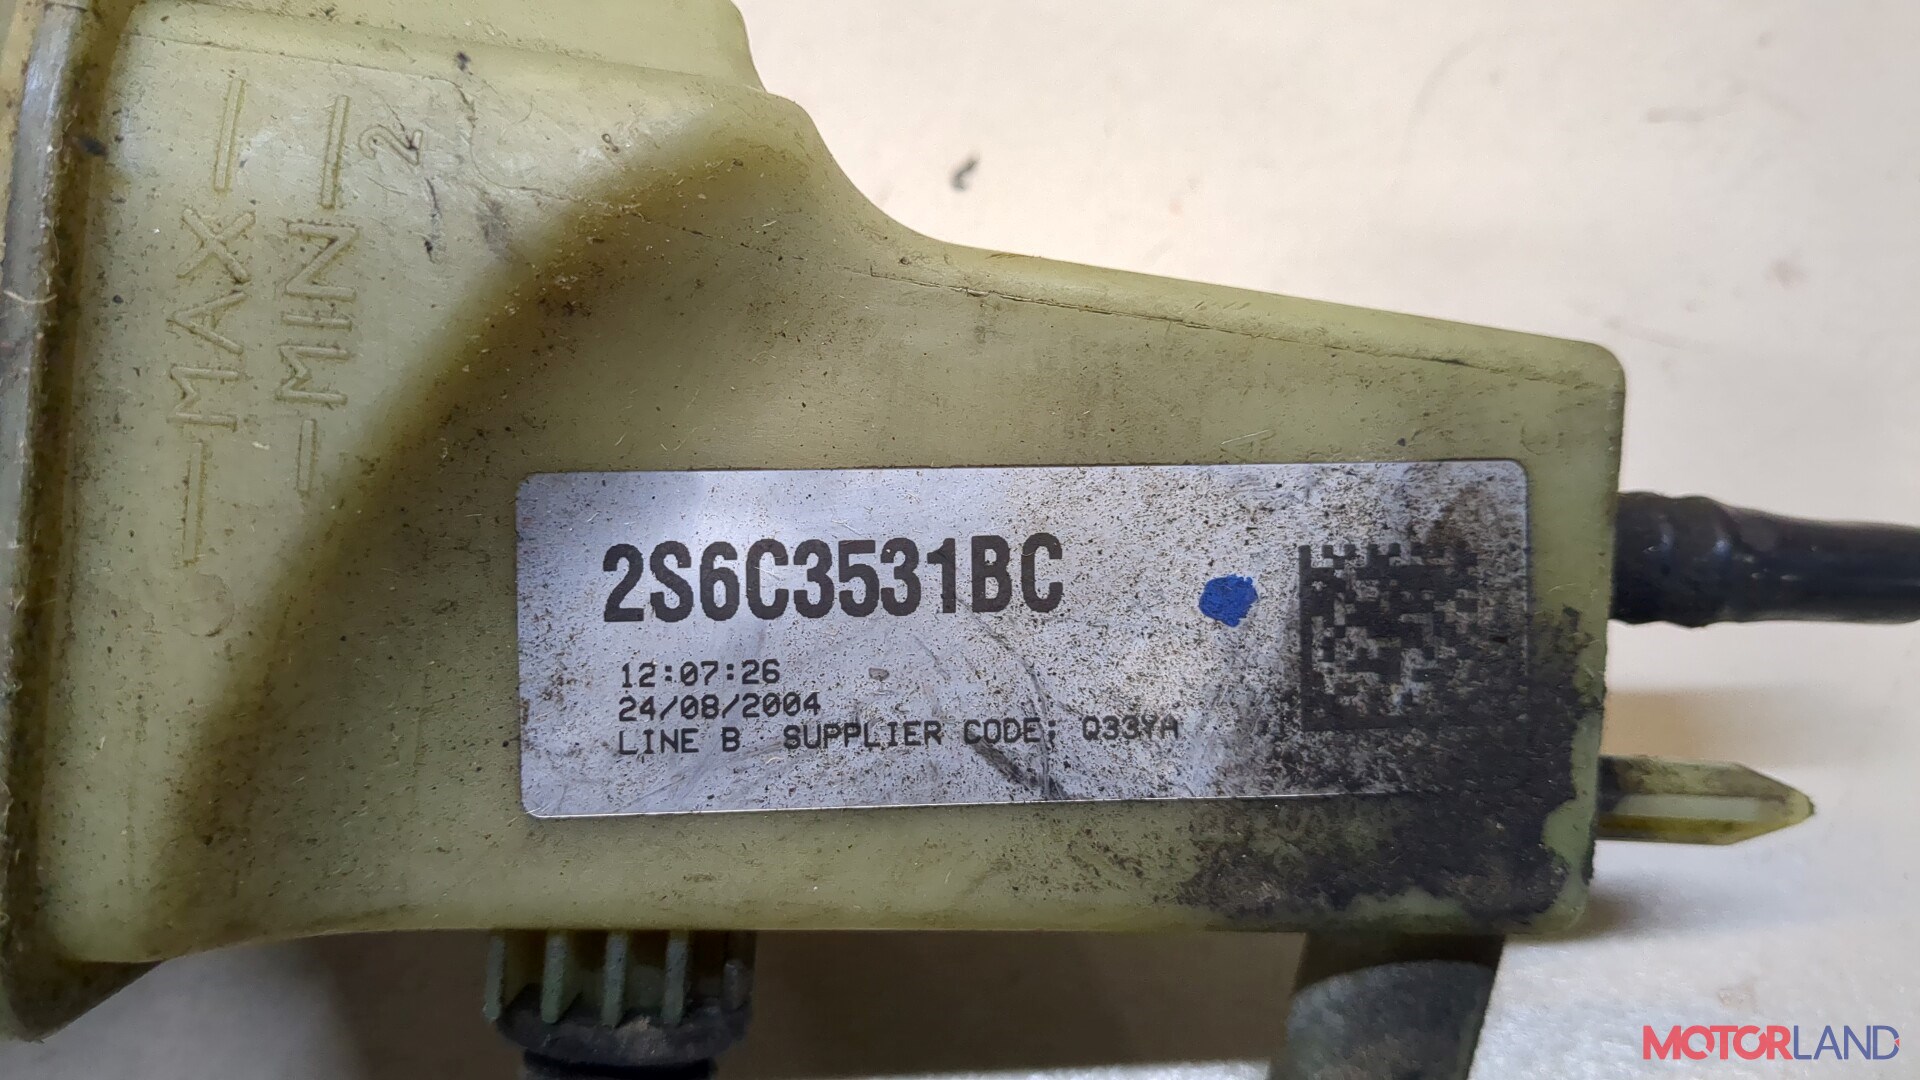 MAX
MIN
2
2S6C3531BC
12:07:26
24/08/2004
LINE B SUPPLIER CODE: Q33YA
MOTORLAND